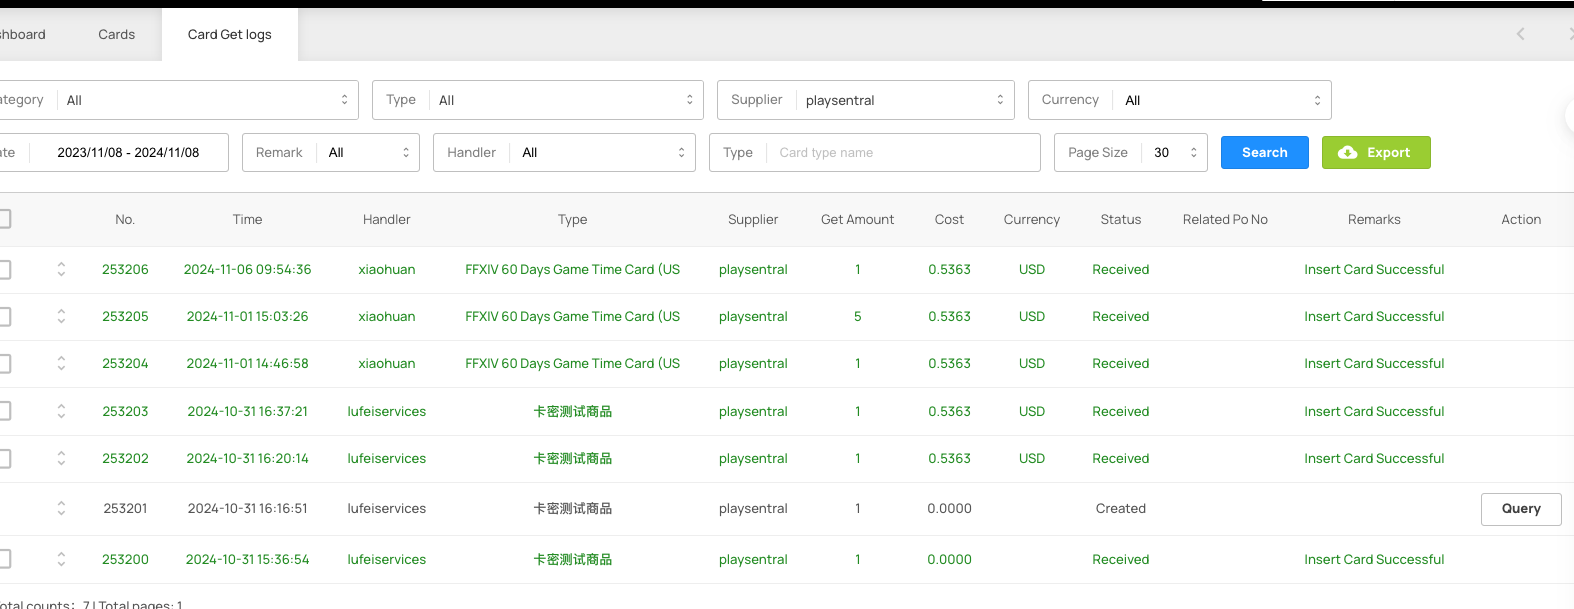 hboard Cards Card Get logs
ategory All Type All Supplier playsentral Currency All
ate 2023/11/08 - 2024/11/08 Remark All Handler All Type Card type name Page Size 30 Search Export
No. Time Handler Type Supplier Get Amount Cost Currency Status Related Po No Remarks Action
253206 2024-11-06 09:54:36 xiaohuan FFXIV 60 Days Game Time Card (US playsentral 1 0.5363 USD Received Insert Card Successful
253205 2024-11-01 15:03:26 xiaohuan FFXIV 60 Days Game Time Card (US playsentral 5 0.5363 USD Received Insert Card Successful
253204 2024-11-01 14:46:58 xiaohuan FFXIV 60 Days Game Time Card (US playsentral 1 0.5363 USD Received Insert Card Successful
253203 2024-10-31 16:37:21 lufeiservices 卡密测试商品 playsentral 1 0.5363 USD Received Insert Card Successful
253202 2024-10-31 16:20:14 lufeiservices 卡密测试商品 playsentral 1 0.5363 USD Received Insert Card Successful
253201 2024-10-31 16:16:51 lufeiservices 卡密测试商品 playsentral 1 0.0000 Created Query
253200 2024-10-31 15:36:54 lufeiservices 卡密测试商品 playsentral 1 0.0000 Received Insert Card Successful
otal counts：7 | Total pages: 1